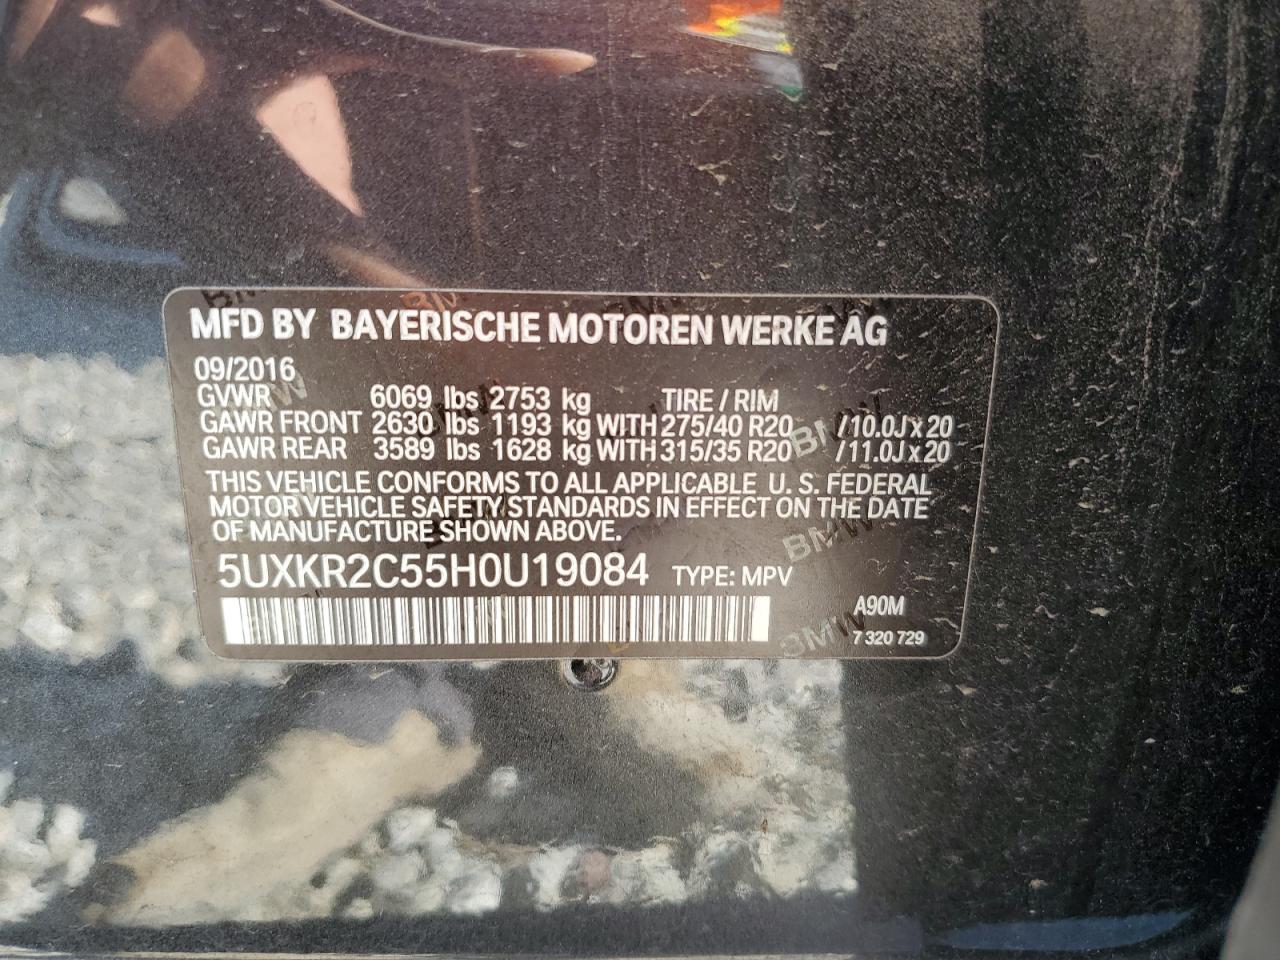 MFD BY BAYERISCHE MOTOREN WERKE AG
09/2016
GVWR 6069 lbs 2753 kg TIRE / RIM
GAWR FRONT 2630 lbs 1193 kg WITH 275/40 R20 /10.0J x 20
GAWR REAR 3589 lbs 1628 kg WITH 315/35 R20 /11.0J x 20
THIS VEHICLE CONFORMS TO ALL APPLICABLE U. S. FEDERAL
MOTOR VEHICLE SAFETY STANDARDS IN EFFECT ON THE DATE
OF MANUFACTURE SHOWN ABOVE.
5UXKR2C55H0U19084 TYPE: MPV
A90M
7 320 729